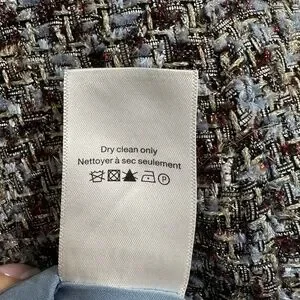 Dry clean only
Nettoyer à sec seulement
P